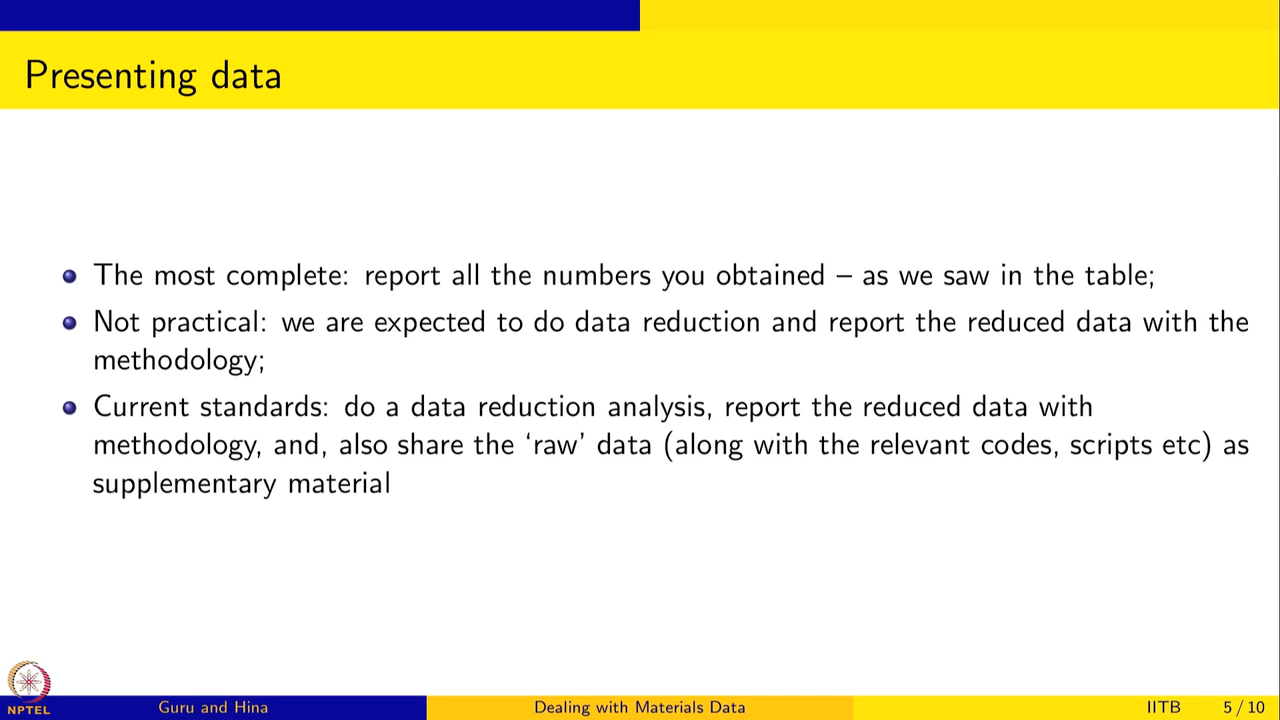 Presenting data
The most complete: report all the numbers you obtained – as we saw in the table;
Not practical: we are expected to do data reduction and report the reduced data with the
methodology;
Current standards: do a data reduction analysis, report the reduced data with
methodology, and, also share the ‘raw’ data (along with the relevant codes, scripts etc) as
supplementary material
NPTEL
Guru and Hina
Dealing with Materials Data
IITB
5 / 10